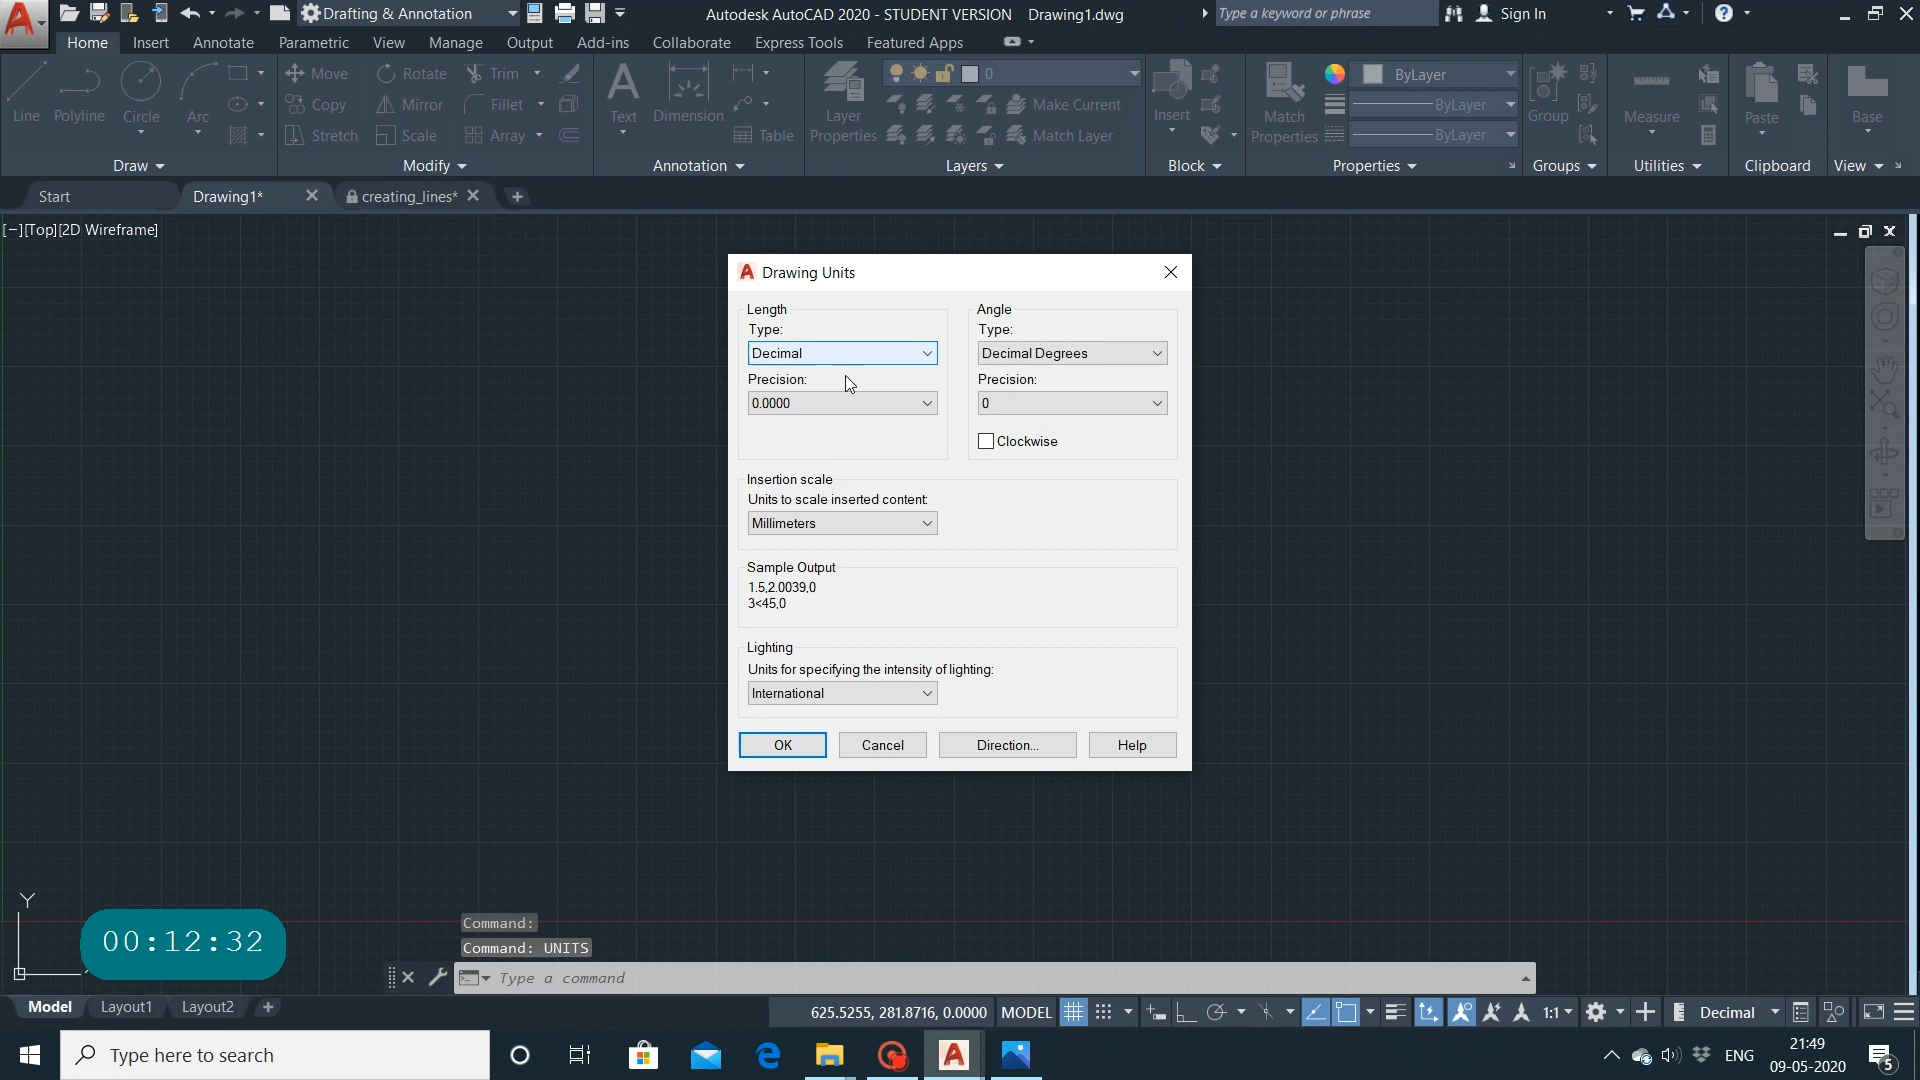 Drafting & Annotation
Autodesk AutoCAD 2020 - STUDENT VERSION Drawing1.dwg
Type a keyword or phrase
Sign In
Home Insert Annotate Parametric View Manage Output Add-ins Collaborate Express Tools Featured Apps
Move Rotate Trim 0
ByLayer
Copy Mirror Fillet Make Current ByLayer
Line Polyline Circle Arc Text Dimension Layer Properties Insert Match Properties Group Measure Paste Base
Stretch Scale Array Table Match Layer ByLayer
Draw Modify Annotation Layers Block Properties Groups Utilities Clipboard View
Start Drawing1* creating_lines*
[−][Top][2D Wireframe]
Drawing Units
Length
Type:
Decimal
Precision:
0.0000
Angle
Type:
Decimal Degrees
Precision:
0
Clockwise
Insertion scale
Units to scale inserted content:
Millimeters
Sample Output
1.5,2.0039,0
3<45,0
Lighting
Units for specifying the intensity of lighting:
International
OK Cancel Direction... Help
Y
00:12:32
Command:
Command: UNITS
Type a command
Model Layout1 Layout2
625.5255, 281.8716, 0.0000 MODEL 1:1 Decimal
Type here to search
ENG
21:49
09-05-2020
5